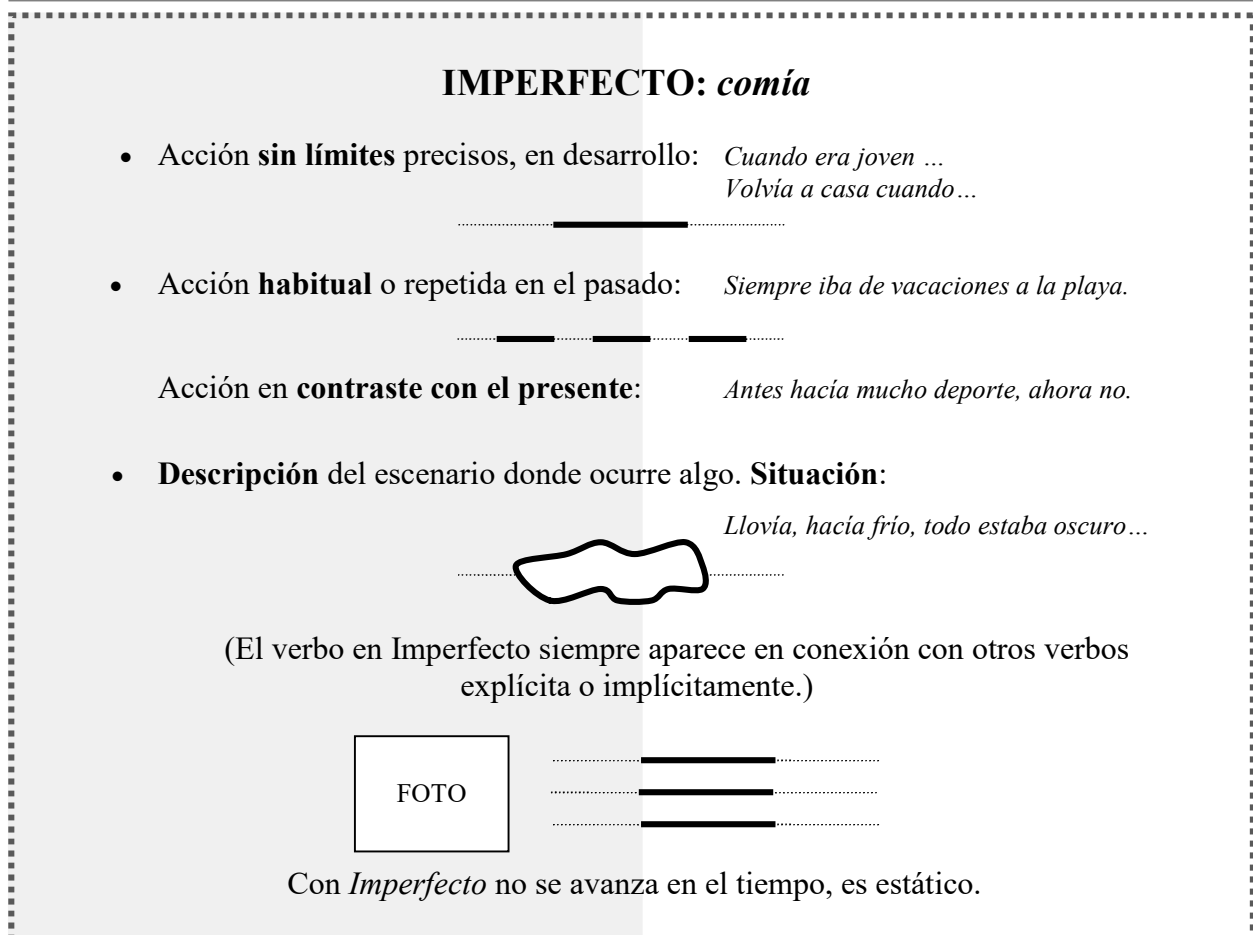 IMPERFECTO: comía
• Acción sin límites precisos, en desarrollo: Cuando era joven …
Volvía a casa cuando…
• Acción habitual o repetida en el pasado: Siempre iba de vacaciones a la playa.
Acción en contraste con el presente: Antes hacía mucho deporte, ahora no.
• Descripción del escenario donde ocurre algo. Situación:
Llovía, hacía frío, todo estaba oscuro…
(El verbo en Imperfecto siempre aparece en conexión con otros verbos
explícita o implícitamente.)
FOTO
Con Imperfecto no se avanza en el tiempo, es estático.